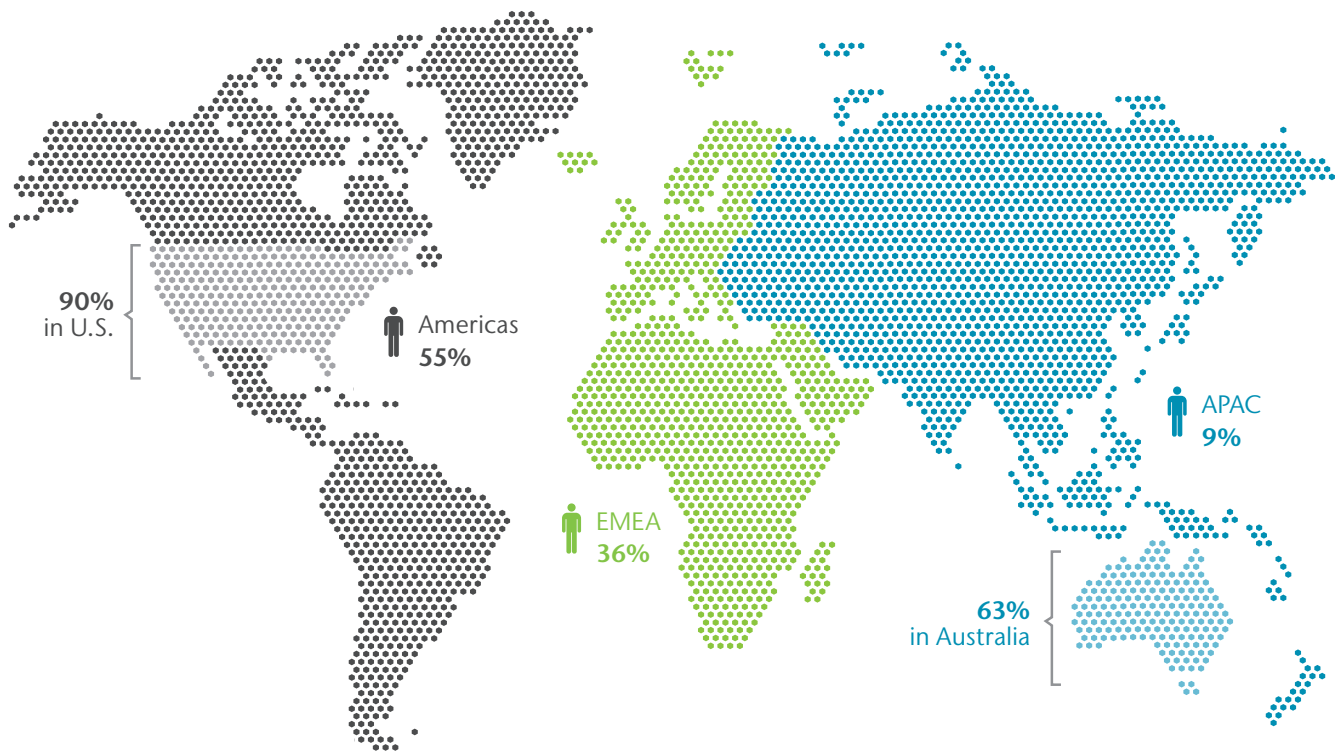 90%
in U.S.
Americas
55%
APAC
9%
EMEA
36%
63%
in Australia